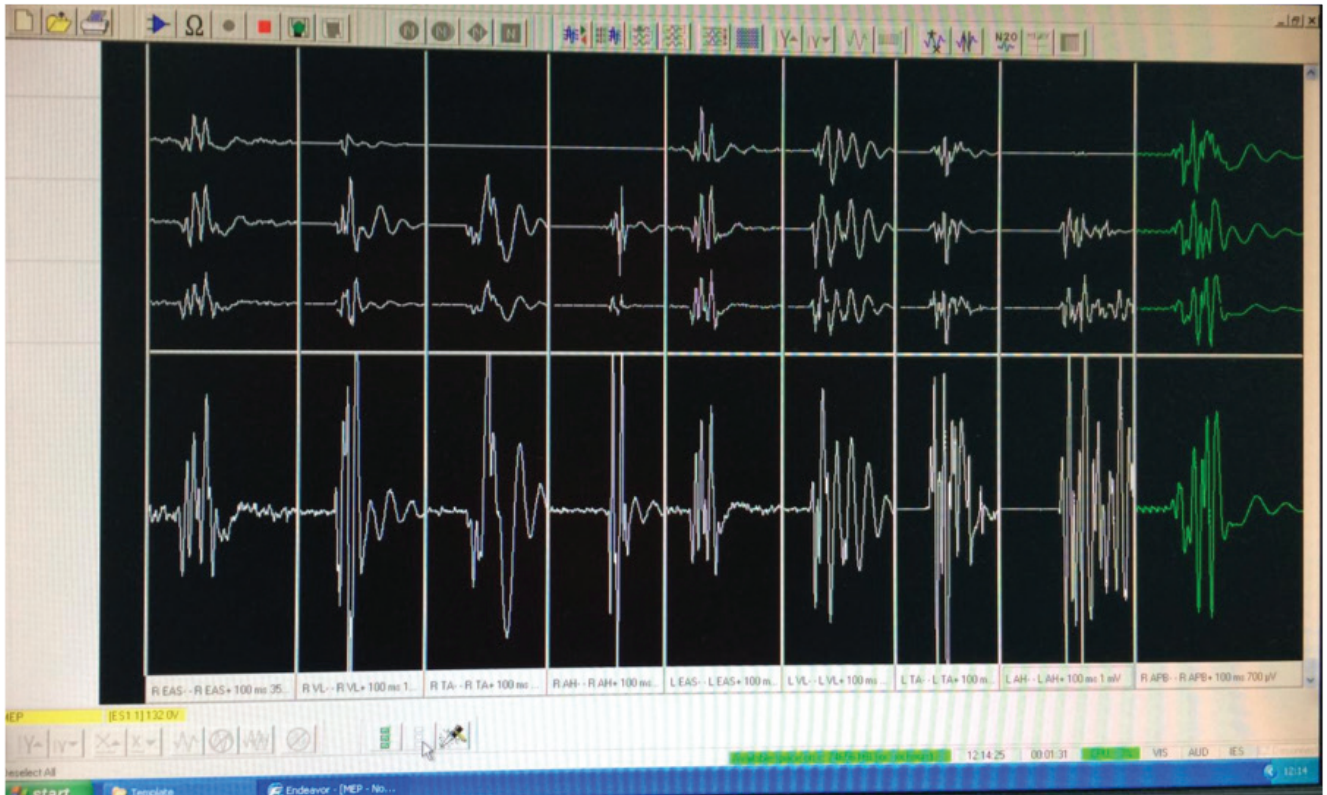 N20
R EAS- - R EAS+ 100 ms 35
R VL- - R VL+ 100 ms 1...
R TA- - R TA+ 100 ms ...
R AH- - R AH+ 100 ms...
L EAS- - L EAS+ 100 m...
L VL- - L VL+ 100 ms ...
L TA- - L TA+ 100 m...
L AH- - L AH+ 100 ms 1 mV
R APB- - R APB+ 100 ms 700 µV
MEP
[ES1:1] 132.0V
12:14:25
00:01:31
VIS
AUD
IES
Deselect All
start
Template
Endeavor - [MEP - No...
12:14